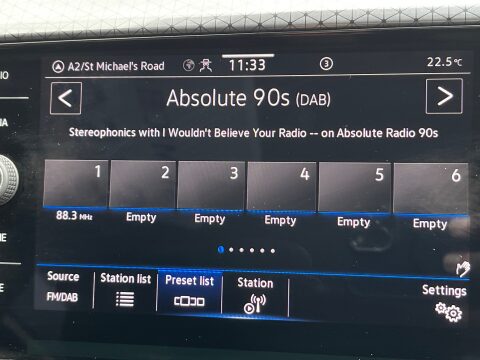 A2/St Michael's Road
11:33
3
22.5°C
Absolute 90s (DAB)
Stereophonics with I Wouldn't Believe Your Radio -- on Absolute Radio 90s
1 2 3 4 5 6
88.3 MHz Empty Empty Empty Empty Empty
Source Station list Preset list Station Settings
FM/DAB